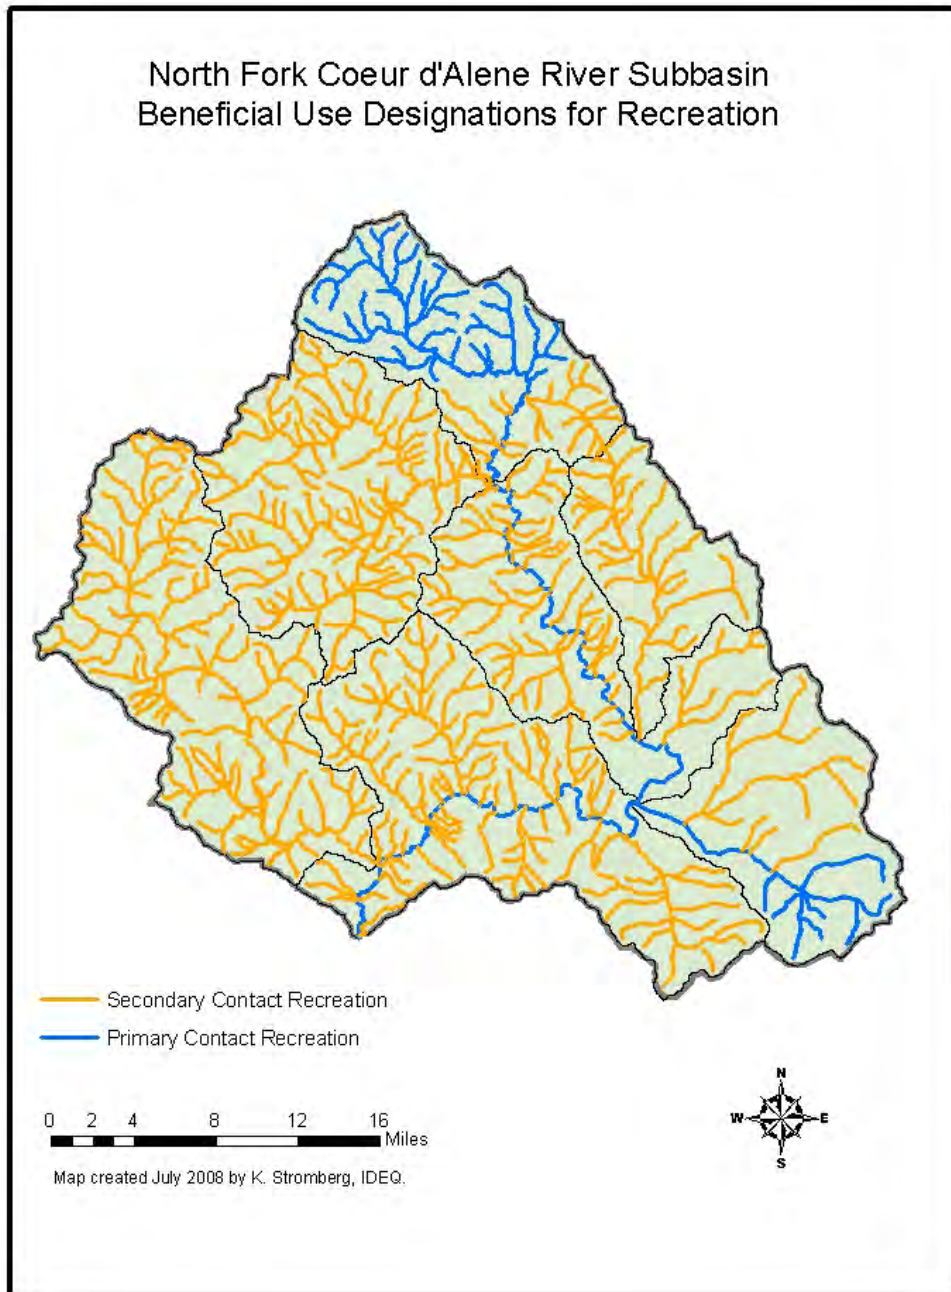 North Fork Coeur d'Alene River Subbasin
Beneficial Use Designations for Recreation
Secondary Contact Recreation
Primary Contact Recreation
0 2 4 8 12 16
Miles
Map created July 2008 by K. Stromberg, IDEQ.
N
W E
S